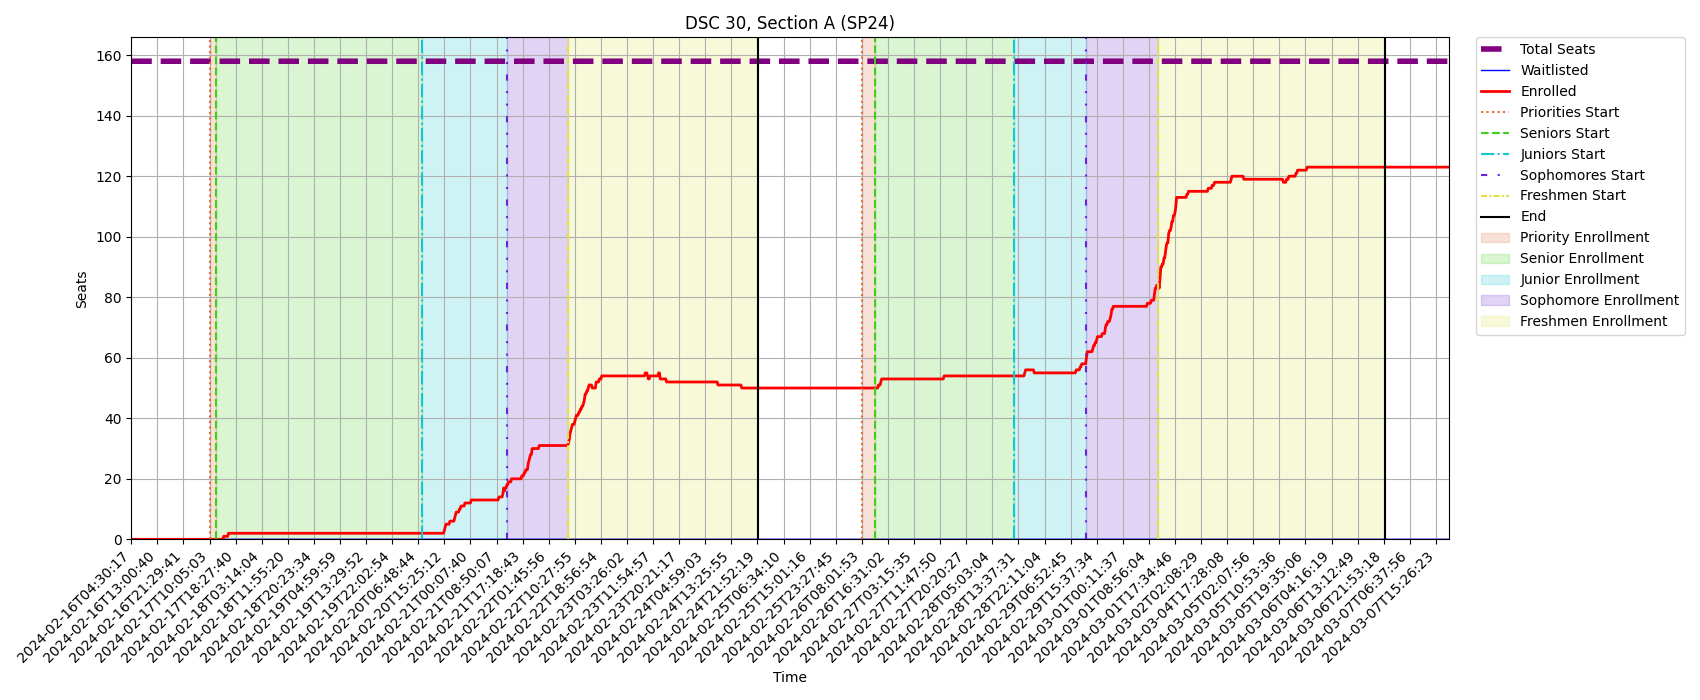 DSC 30, Section A (SP24)
Seats
160
140
120
100
80
60
40
20
0
2024-02-16T04:30:17
2024-02-16T13:00:40
2024-02-16T21:29:41
2024-02-17T10:05:03
2024-02-17T18:27:40
2024-02-18T03:14:04
2024-02-18T11:55:20
2024-02-18T20:23:34
2024-02-19T04:59:59
2024-02-19T13:29:52
2024-02-19T22:02:54
2024-02-20T06:48:44
2024-02-20T15:25:12
2024-02-21T00:07:40
2024-02-21T08:50:07
2024-02-21T17:18:43
2024-02-22T01:45:56
2024-02-22T10:27:55
2024-02-22T18:56:54
2024-02-23T03:26:02
2024-02-23T11:54:57
2024-02-23T20:21:17
2024-02-24T04:59:03
2024-02-24T13:25:55
2024-02-24T21:52:19
2024-02-25T06:34:10
2024-02-25T15:01:16
2024-02-25T23:27:45
2024-02-26T08:01:53
2024-02-26T16:31:02
2024-02-27T03:15:35
2024-02-27T11:47:50
2024-02-27T20:20:27
2024-02-28T05:03:04
2024-02-28T13:37:31
2024-02-28T22:11:04
2024-02-29T06:52:45
2024-02-29T15:37:34
2024-03-01T00:11:37
2024-03-01T08:56:04
2024-03-01T17:34:46
2024-03-02T02:08:29
2024-03-04T17:28:08
2024-03-05T02:07:56
2024-03-05T10:53:36
2024-03-05T19:35:06
2024-03-06T04:16:19
2024-03-06T13:12:49
2024-03-06T21:53:18
2024-03-07T06:37:56
2024-03-07T15:26:23
Time
Total Seats
Waitlisted
Enrolled
Priorities Start
Seniors Start
Juniors Start
Sophomores Start
Freshmen Start
End
Priority Enrollment
Senior Enrollment
Junior Enrollment
Sophomore Enrollment
Freshmen Enrollment